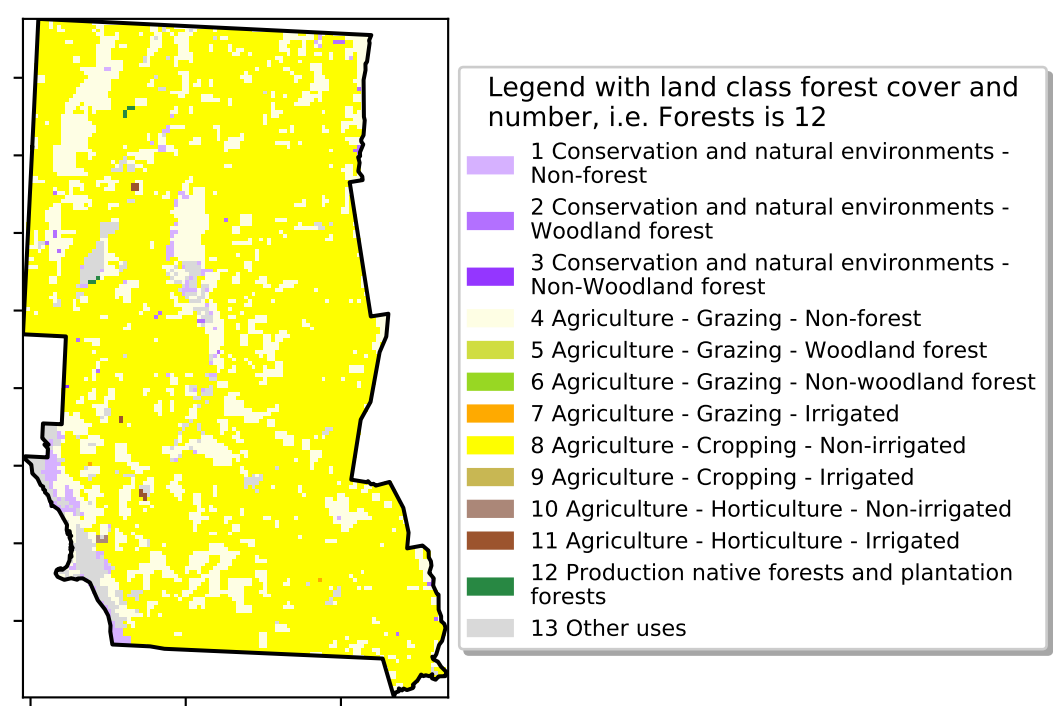 Legend with land class forest cover and
number, i.e. Forests is 12
1 Conservation and natural environments -
Non-forest
2 Conservation and natural environments -
Woodland forest
3 Conservation and natural environments -
Non-Woodland forest
4 Agriculture - Grazing - Non-forest
5 Agriculture - Grazing - Woodland forest
6 Agriculture - Grazing - Non-woodland forest
7 Agriculture - Grazing - Irrigated
8 Agriculture - Cropping - Non-irrigated
9 Agriculture - Cropping - Irrigated
10 Agriculture - Horticulture - Non-irrigated
11 Agriculture - Horticulture - Irrigated
12 Production native forests and plantation
forests
13 Other uses